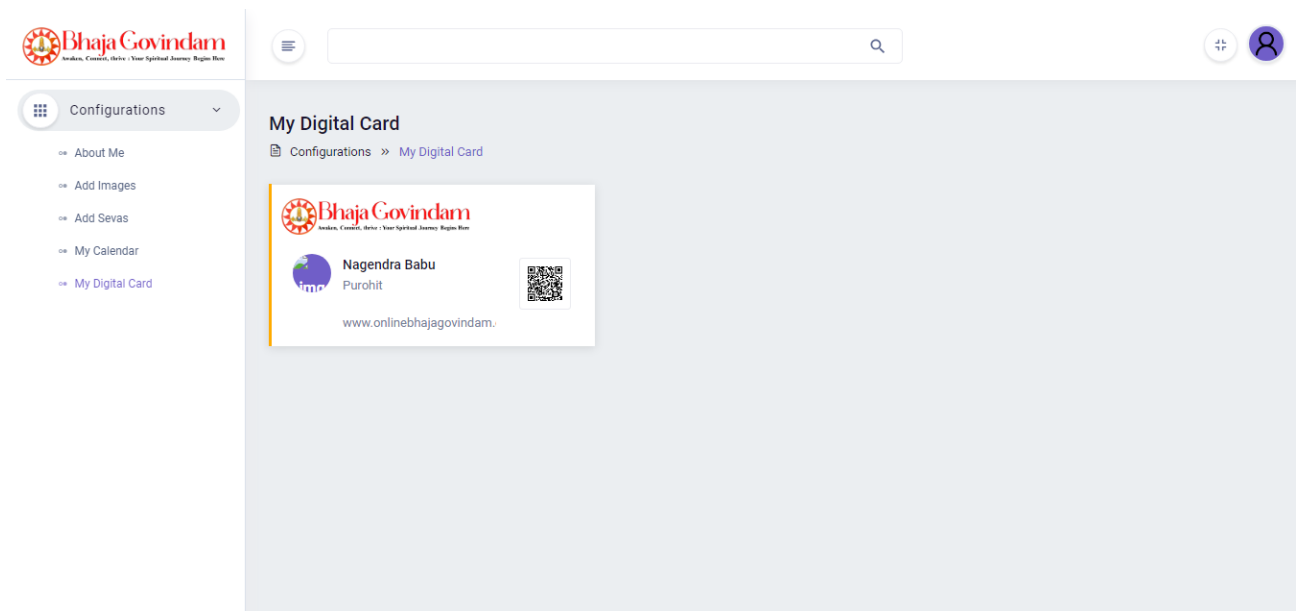 Bhaja Govindam
Awaken, Connect, thrive : Your Spiritual Journey Begins Here
Configurations
About Me
Add Images
Add Sevas
My Calendar
My Digital Card
My Digital Card
Configurations » My Digital Card
Bhaja Govindam
Awaken, Connect, thrive : Your Spiritual Journey Begins Here
img
Nagendra Babu
Purohit
www.onlinebhajagovindam.